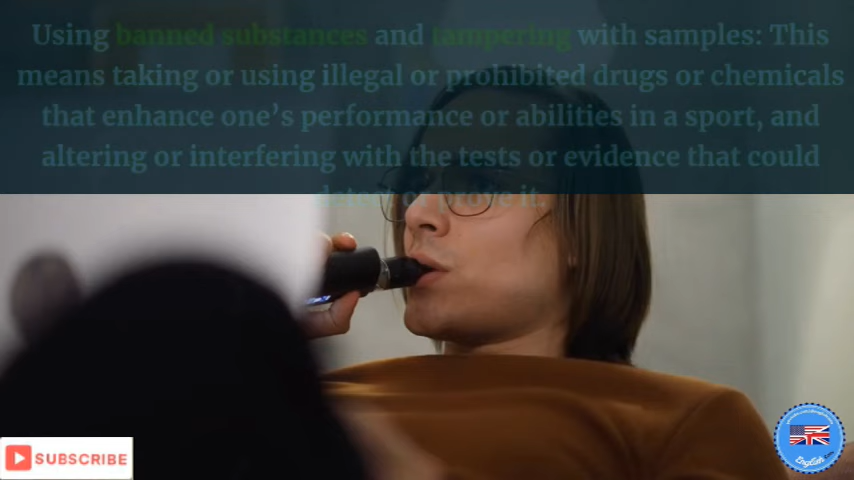 Using banned substances and tampering with samples: This
means taking or using illegal or prohibited drugs or chemicals
that enhance one's performance or abilities in a sport, and
altering or interfering with the tests or evidence that could
detect or prove it.
SUBSCRIBE
English